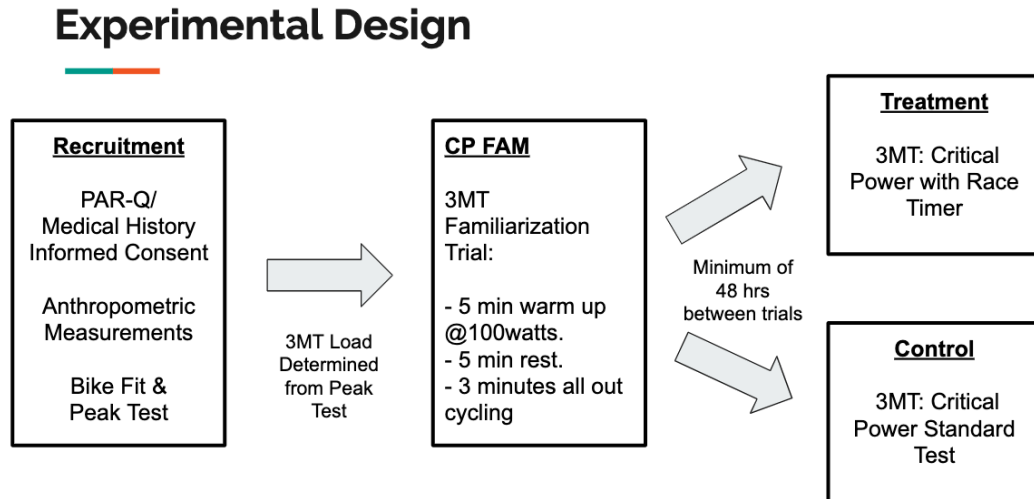 Experimental Design
Recruitment
PAR-Q/
Medical History
Informed Consent
Anthropometric
Measurements
Bike Fit &
Peak Test
3MT Load
Determined
from Peak
Test
CP FAM
3MT
Familiarization
Trial:
- 5 min warm up
@100watts.
- 5 min rest.
- 3 minutes all out
cycling
Minimum of
48 hrs
between trials
Treatment
3MT: Critical
Power with Race
Timer
Control
3MT: Critical
Power Standard
Test